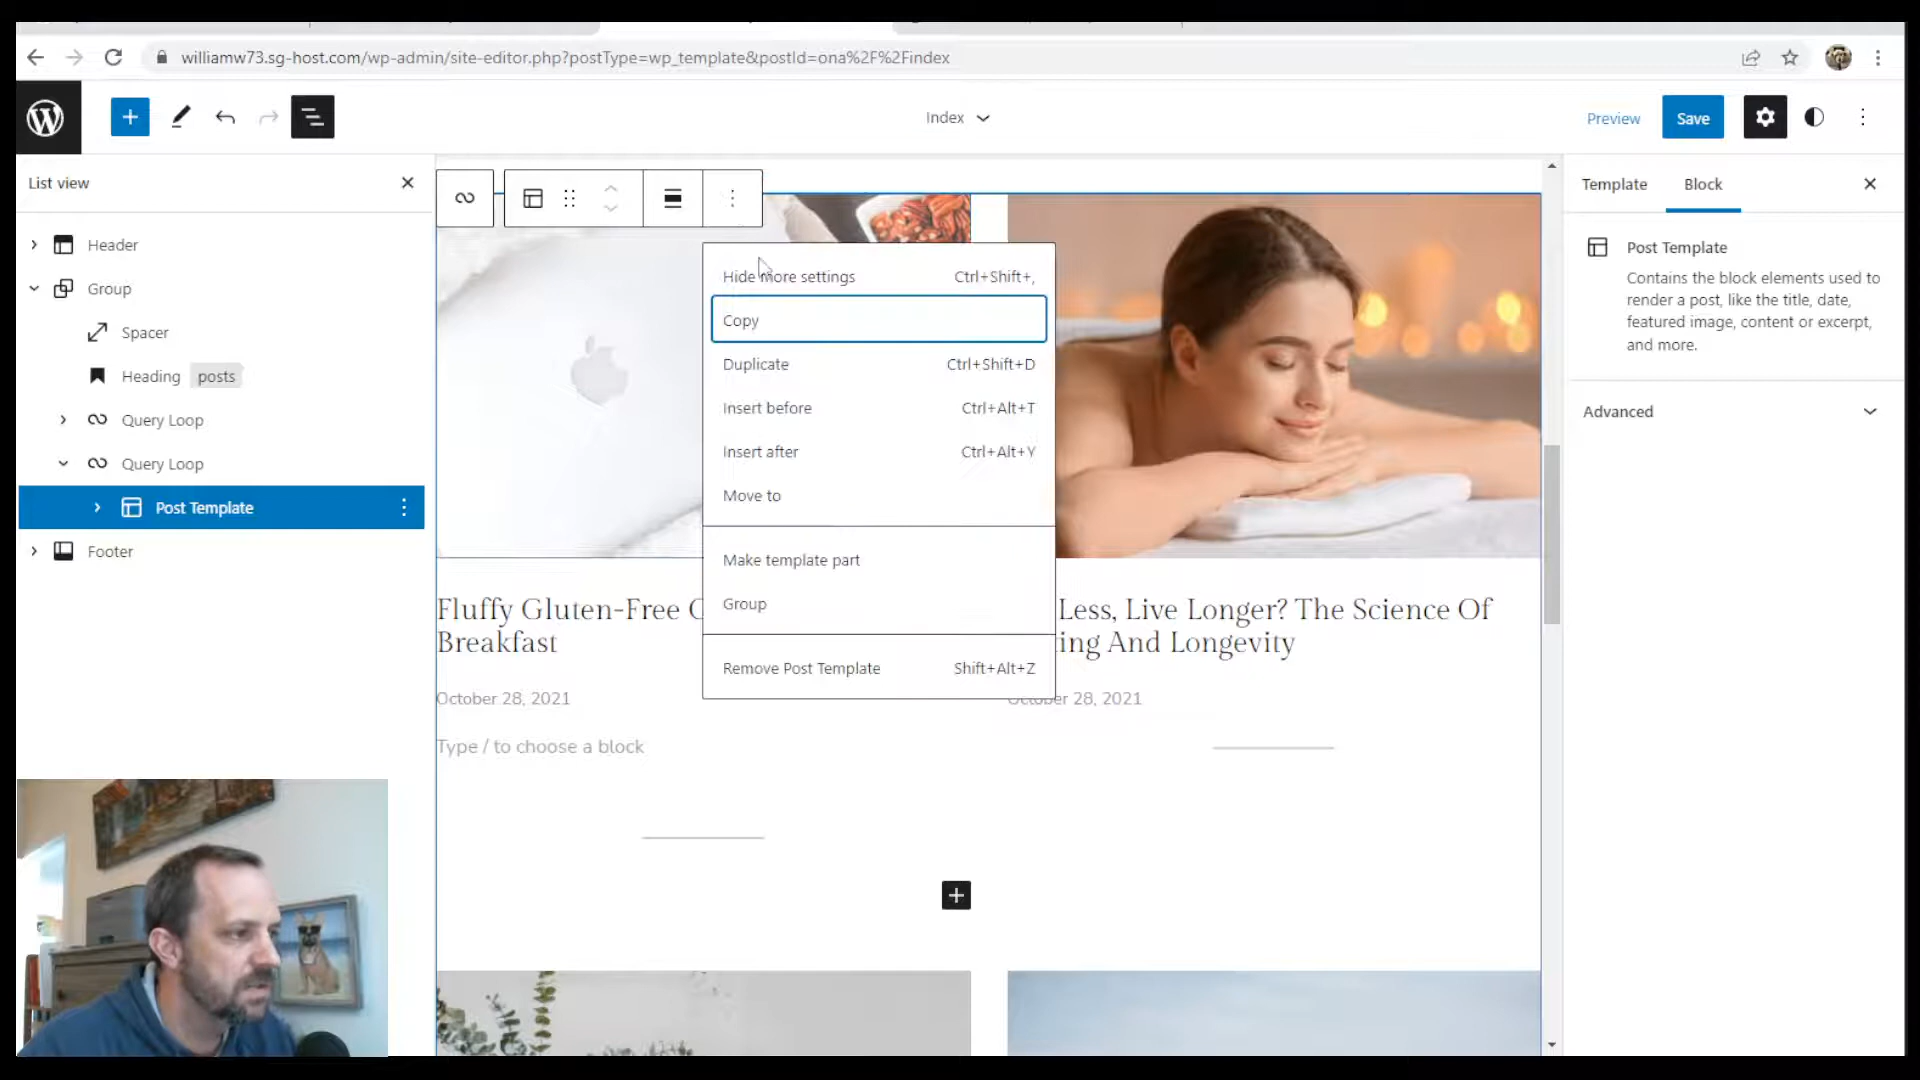 williamw73.sg-host.com/wp-admin/site-editor.php?postType=wp_template&postId=ona%2F%2Findex
Index
Preview
Save
List view
Header
Group
Spacer
Heading posts
Query Loop
Query Loop
Post Template
Footer
Hide more settings Ctrl+Shift+,
Copy
Duplicate Ctrl+Shift+D
Insert before Ctrl+Alt+T
Insert after Ctrl+Alt+Y
Move to
Make template part
Group
Remove Post Template Shift+Alt+Z
Fluffy Gluten-Free
Breakfast
October 28, 2021
Type / to choose a block
Less, Live Longer? The Science Of
ing And Longevity
October 28, 2021
Template
Block
Post Template
Contains the block elements used to
render a post, like the title, date,
featured image, content or excerpt,
and more.
Advanced